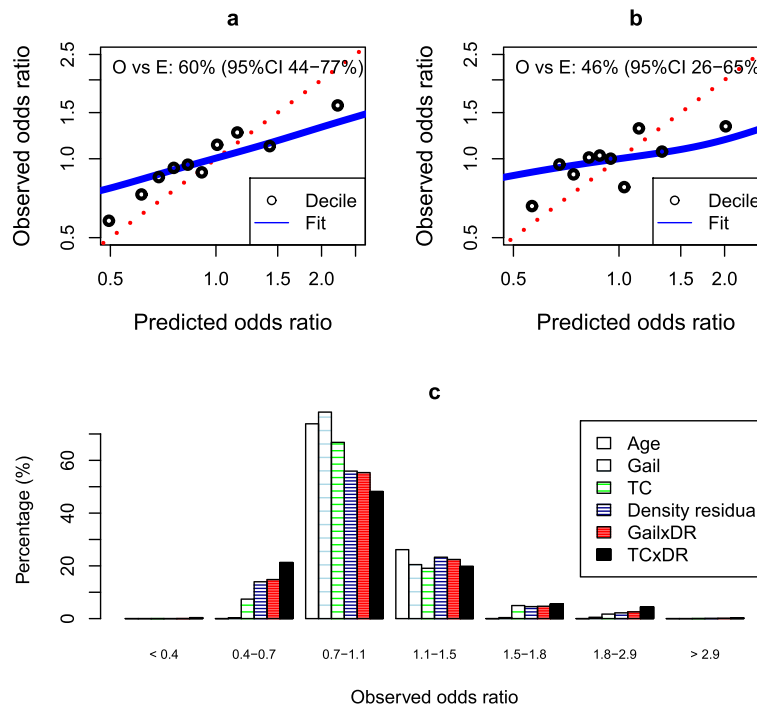 a
O vs E: 60% (95%CI 44−77%)
Observed odds ratio
0.5
1.0
1.5
2.5
Decile
Fit
0.5
1.0
1.5
2.0
Predicted odds ratio
b
O vs E: 46% (95%CI 26−65%
Observed odds ratio
0.5
1.0
1.5
2.5
Decile
Fit
0.5
1.0
1.5
2.0
Predicted odds ratio
c
Percentage (%)
0
20
40
60
Age
Gail
TC
Density residua
GailxDR
TCxDR
< 0.4
0.4−0.7
0.7−1.1
1.1−1.5
1.5−1.8
1.8−2.9
> 2.9
Observed odds ratio